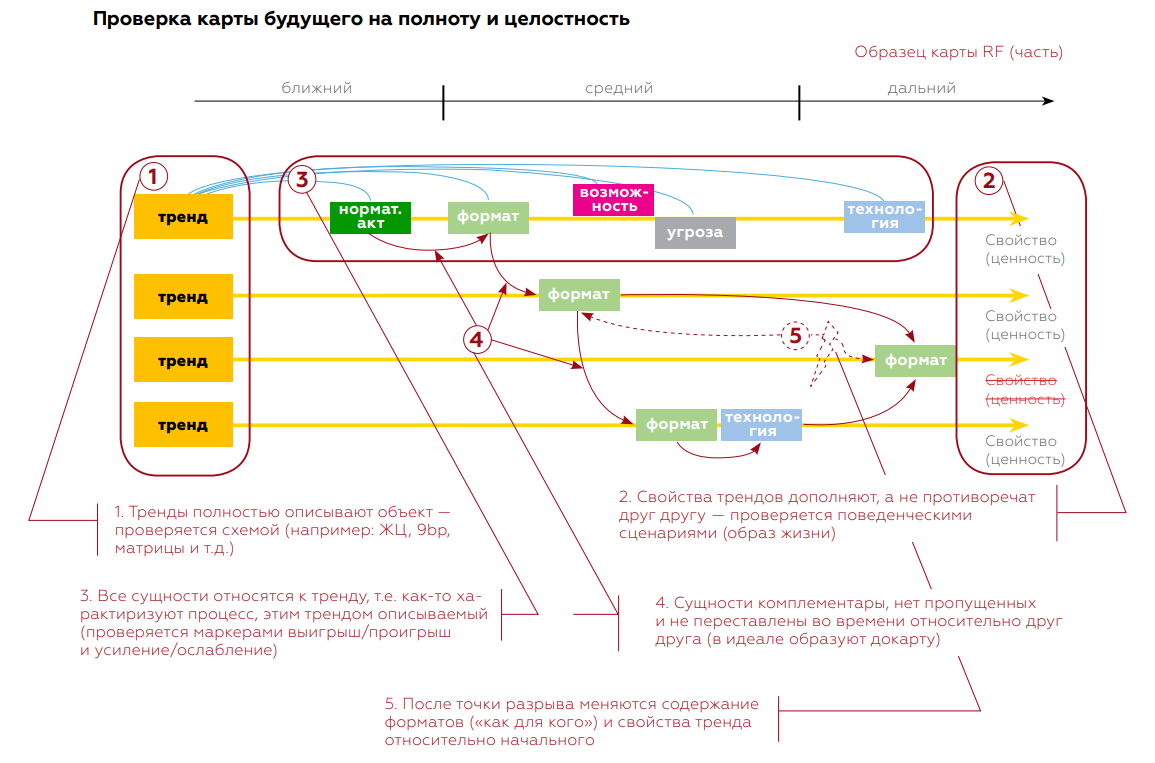 Проверка карты будущего на полноту и целостность
Образец карты RF (часть)
ближний
средний
дальний
1
3
2
тренд
нормат.
акт
формат
возмож-
ность
угроза
техноло-
гия
Свойство
(ценность)
тренд
формат
Свойство
(ценность)
4
5
тренд
формат
Свойство
(ценность)
тренд
формат
техноло-
гия
Свойство
(ценность)
1. Тренды полностью описывают объект —
проверяется схемой (например: ЖЦ, 9bp,
матрицы и т.д.)
2. Свойства трендов дополняют, а не противоречат
друг другу — проверяется поведенческими
сценариями (образ жизни)
3. Все сущности относятся к тренду, т.е. как-то ха-
рактиризуют процесс, этим трендом описываемый
(проверяется маркерами выигрыш/проигрыш
и усиление/ослабление)
4. Сущности комплементары, нет пропущенных
и не переставлены во времени относительно друг
друга (в идеале образуют докарту)
5. После точки разрыва меняются содержание
форматов («как для кого») и свойства тренда
относительно начального